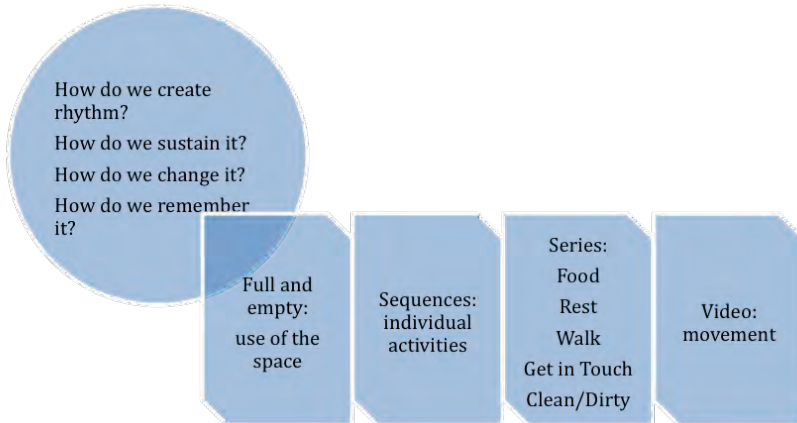 How do we create
rhythm?
How do we sustain it?
How do we change it?
How do we remember
it?
Full and
empty:
use of the
space
Sequences:
individual
activities
Series:
Food
Rest
Walk
Get in Touch
Clean/Dirty
Video:
movement